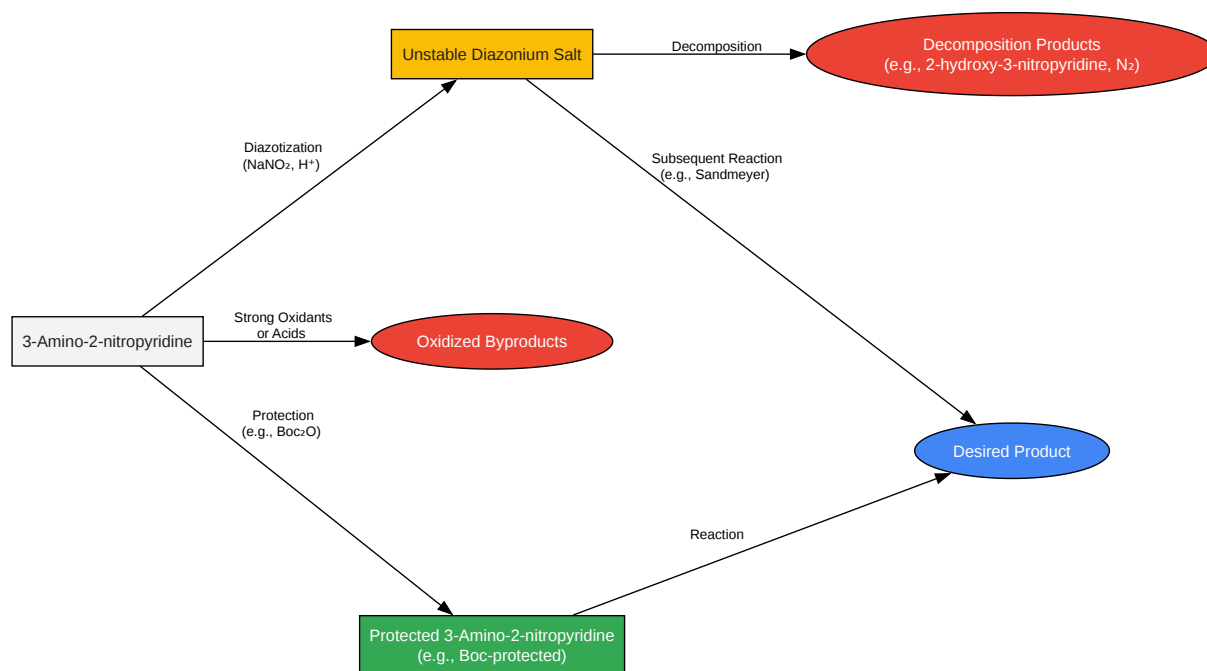 Unstable Diazonium Salt
Decomposition
Decomposition Products
(e.g., 2-hydroxy-3-nitropyridine, N₂)
Diazotization
(NaNO₂, H⁺)
Subsequent Reaction
(e.g., Sandmeyer)
3-Amino-2-nitropyridine
Strong Oxidants
or Acids
Oxidized Byproducts
Protection
(e.g., Boc₂O)
Desired Product
Reaction
Protected 3-Amino-2-nitropyridine
(e.g., Boc-protected)